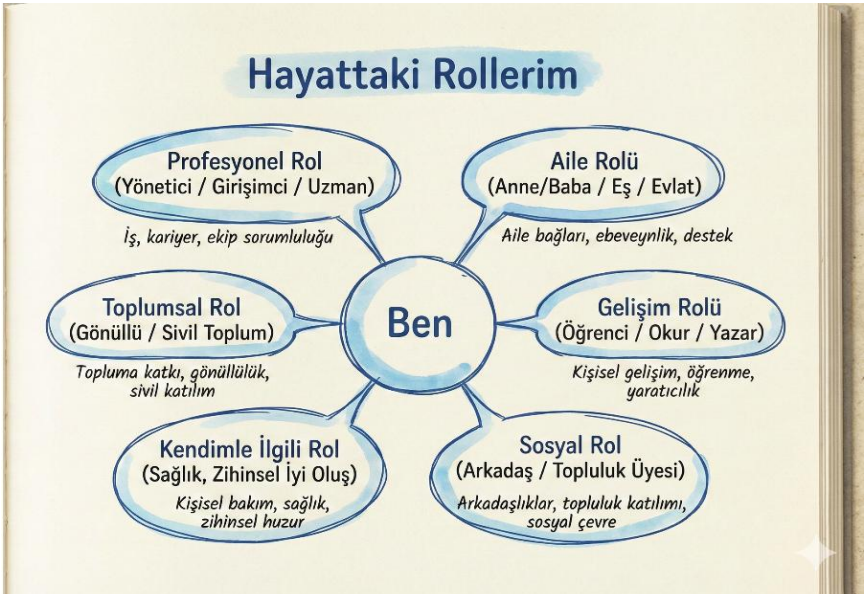 Hayattaki Rollerim
Profesyonel Rol
(Yönetici / Girişimci / Uzman)
İş, kariyer, ekip sorumluluğu
Aile Rolü
(Anne/Baba / Eş / Evlat)
Aile bağları, ebeveynlik, destek
Toplumsal Rol
(Gönüllü / Sivil Toplum)
Topluma katkı, gönüllülük,
sivil katılım
Ben
Gelişim Rolü
(Öğrenci / Okur / Yazar)
Kişisel gelişim, öğrenme,
yaratıcılık
Kendimle İlgili Rol
(Sağlık, Zihinsel İyi Oluş)
Kişisel bakım, sağlık,
zihinsel huzur
Sosyal Rol
(Arkadaş / Topluluk Üyesi)
Arkadaşlıklar, topluluk katılımı,
sosyal çevre